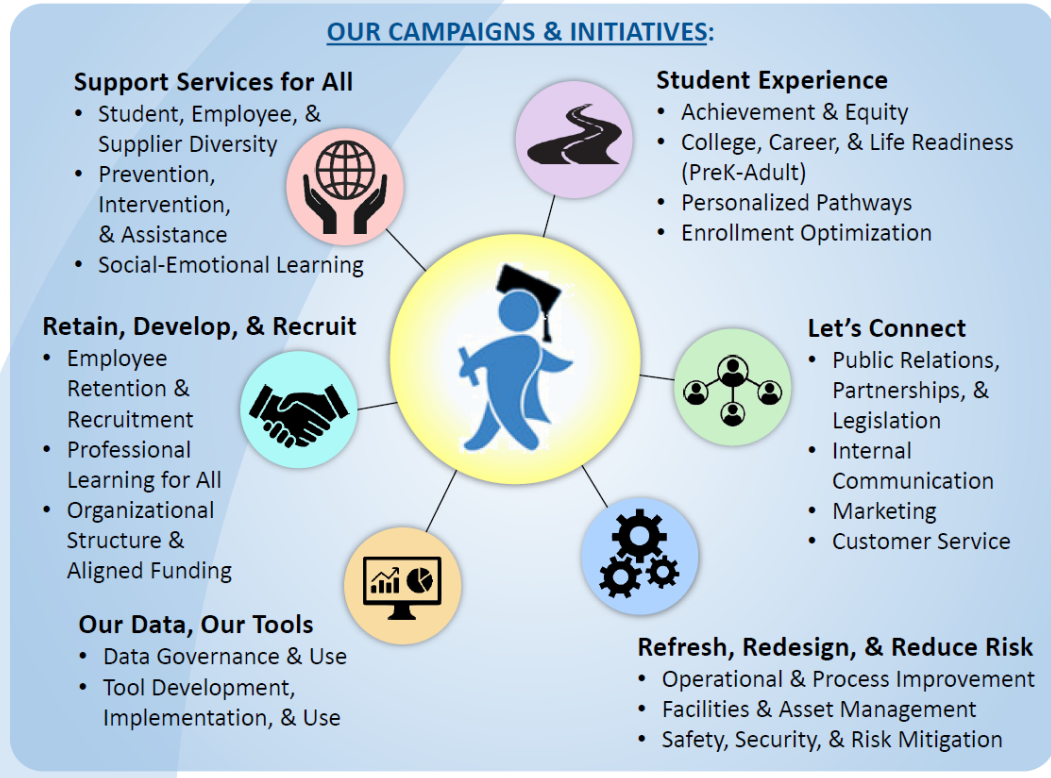 OUR CAMPAIGNS & INITIATIVES:
Support Services for All
• Student, Employee, &
Supplier Diversity
• Prevention,
Intervention,
& Assistance
• Social-Emotional Learning
Student Experience
• Achievement & Equity
• College, Career, & Life Readiness
(PreK-Adult)
• Personalized Pathways
• Enrollment Optimization
Retain, Develop, & Recruit
• Employee
Retention &
Recruitment
• Professional
Learning for All
• Organizational
Structure &
Aligned Funding
Let's Connect
• Public Relations,
Partnerships, &
Legislation
• Internal
Communication
• Marketing
• Customer Service
Our Data, Our Tools
• Data Governance & Use
• Tool Development,
Implementation, & Use
Refresh, Redesign, & Reduce Risk
• Operational & Process Improvement
• Facilities & Asset Management
• Safety, Security, & Risk Mitigation